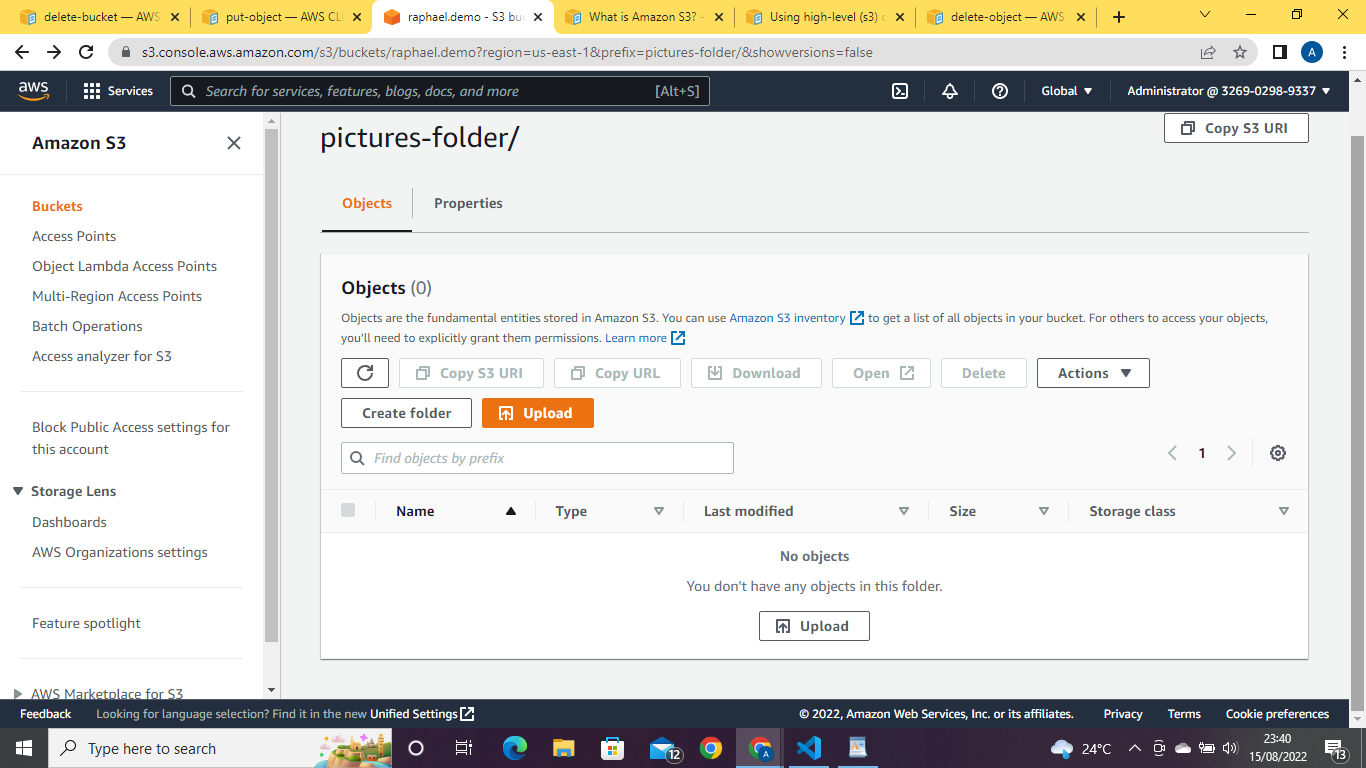 delete-bucket — AWS
put-object — AWS CLI
raphael.demo - S3 bu
What is Amazon S3? -
Using high-level (s3) c
delete-object — AWS
s3.console.aws.amazon.com/s3/buckets/raphael.demo?region=us-east-1&prefix=pictures-folder/&showversions=false
A
aws
Services
Search for services, features, blogs, docs, and more
[Alt+S]
Global
Administrator @ 3269-0298-9337
Amazon S3
Buckets
Access Points
Object Lambda Access Points
Multi-Region Access Points
Batch Operations
Access analyzer for S3
Block Public Access settings for
this account
Storage Lens
Dashboards
AWS Organizations settings
Feature spotlight
AWS Marketplace for S3
pictures-folder/
Copy S3 URI
Objects
Properties
Objects (0)
Objects are the fundamental entities stored in Amazon S3. You can use Amazon S3 inventory to get a list of all objects in your bucket. For others to access your objects,
you'll need to explicitly grant them permissions. Learn more
Copy S3 URI
Copy URL
Download
Open
Delete
Actions
Create folder
Upload
Find objects by prefix
1
Name
Type
Last modified
Size
Storage class
No objects
You don't have any objects in this folder.
Upload
Feedback
Looking for language selection? Find it in the new Unified Settings
© 2022, Amazon Web Services, Inc. or its affiliates.
Privacy
Terms
Cookie preferences
Type here to search
12
A
24°C
23:40
15/08/2022
13